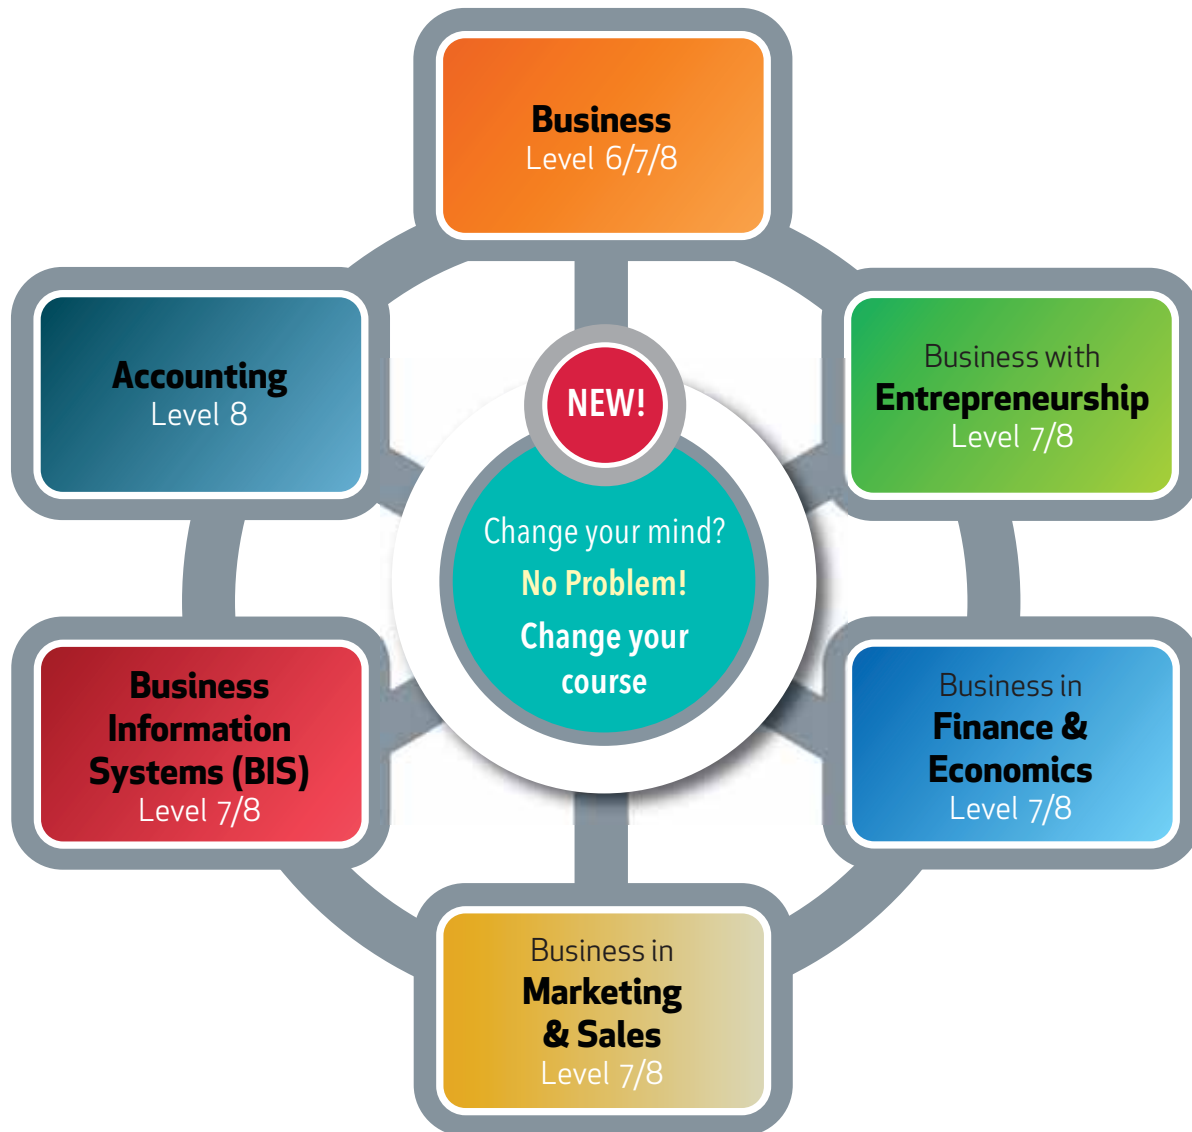 Business
Level 6/7/8
Accounting
Level 8
Business with
Entrepreneurship
Level 7/8
NEW!
Change your mind?
No Problem!
Change your
course
Business
Information
Systems (BIS)
Level 7/8
Business in
Finance &
Economics
Level 7/8
Business in
Marketing
& Sales
Level 7/8